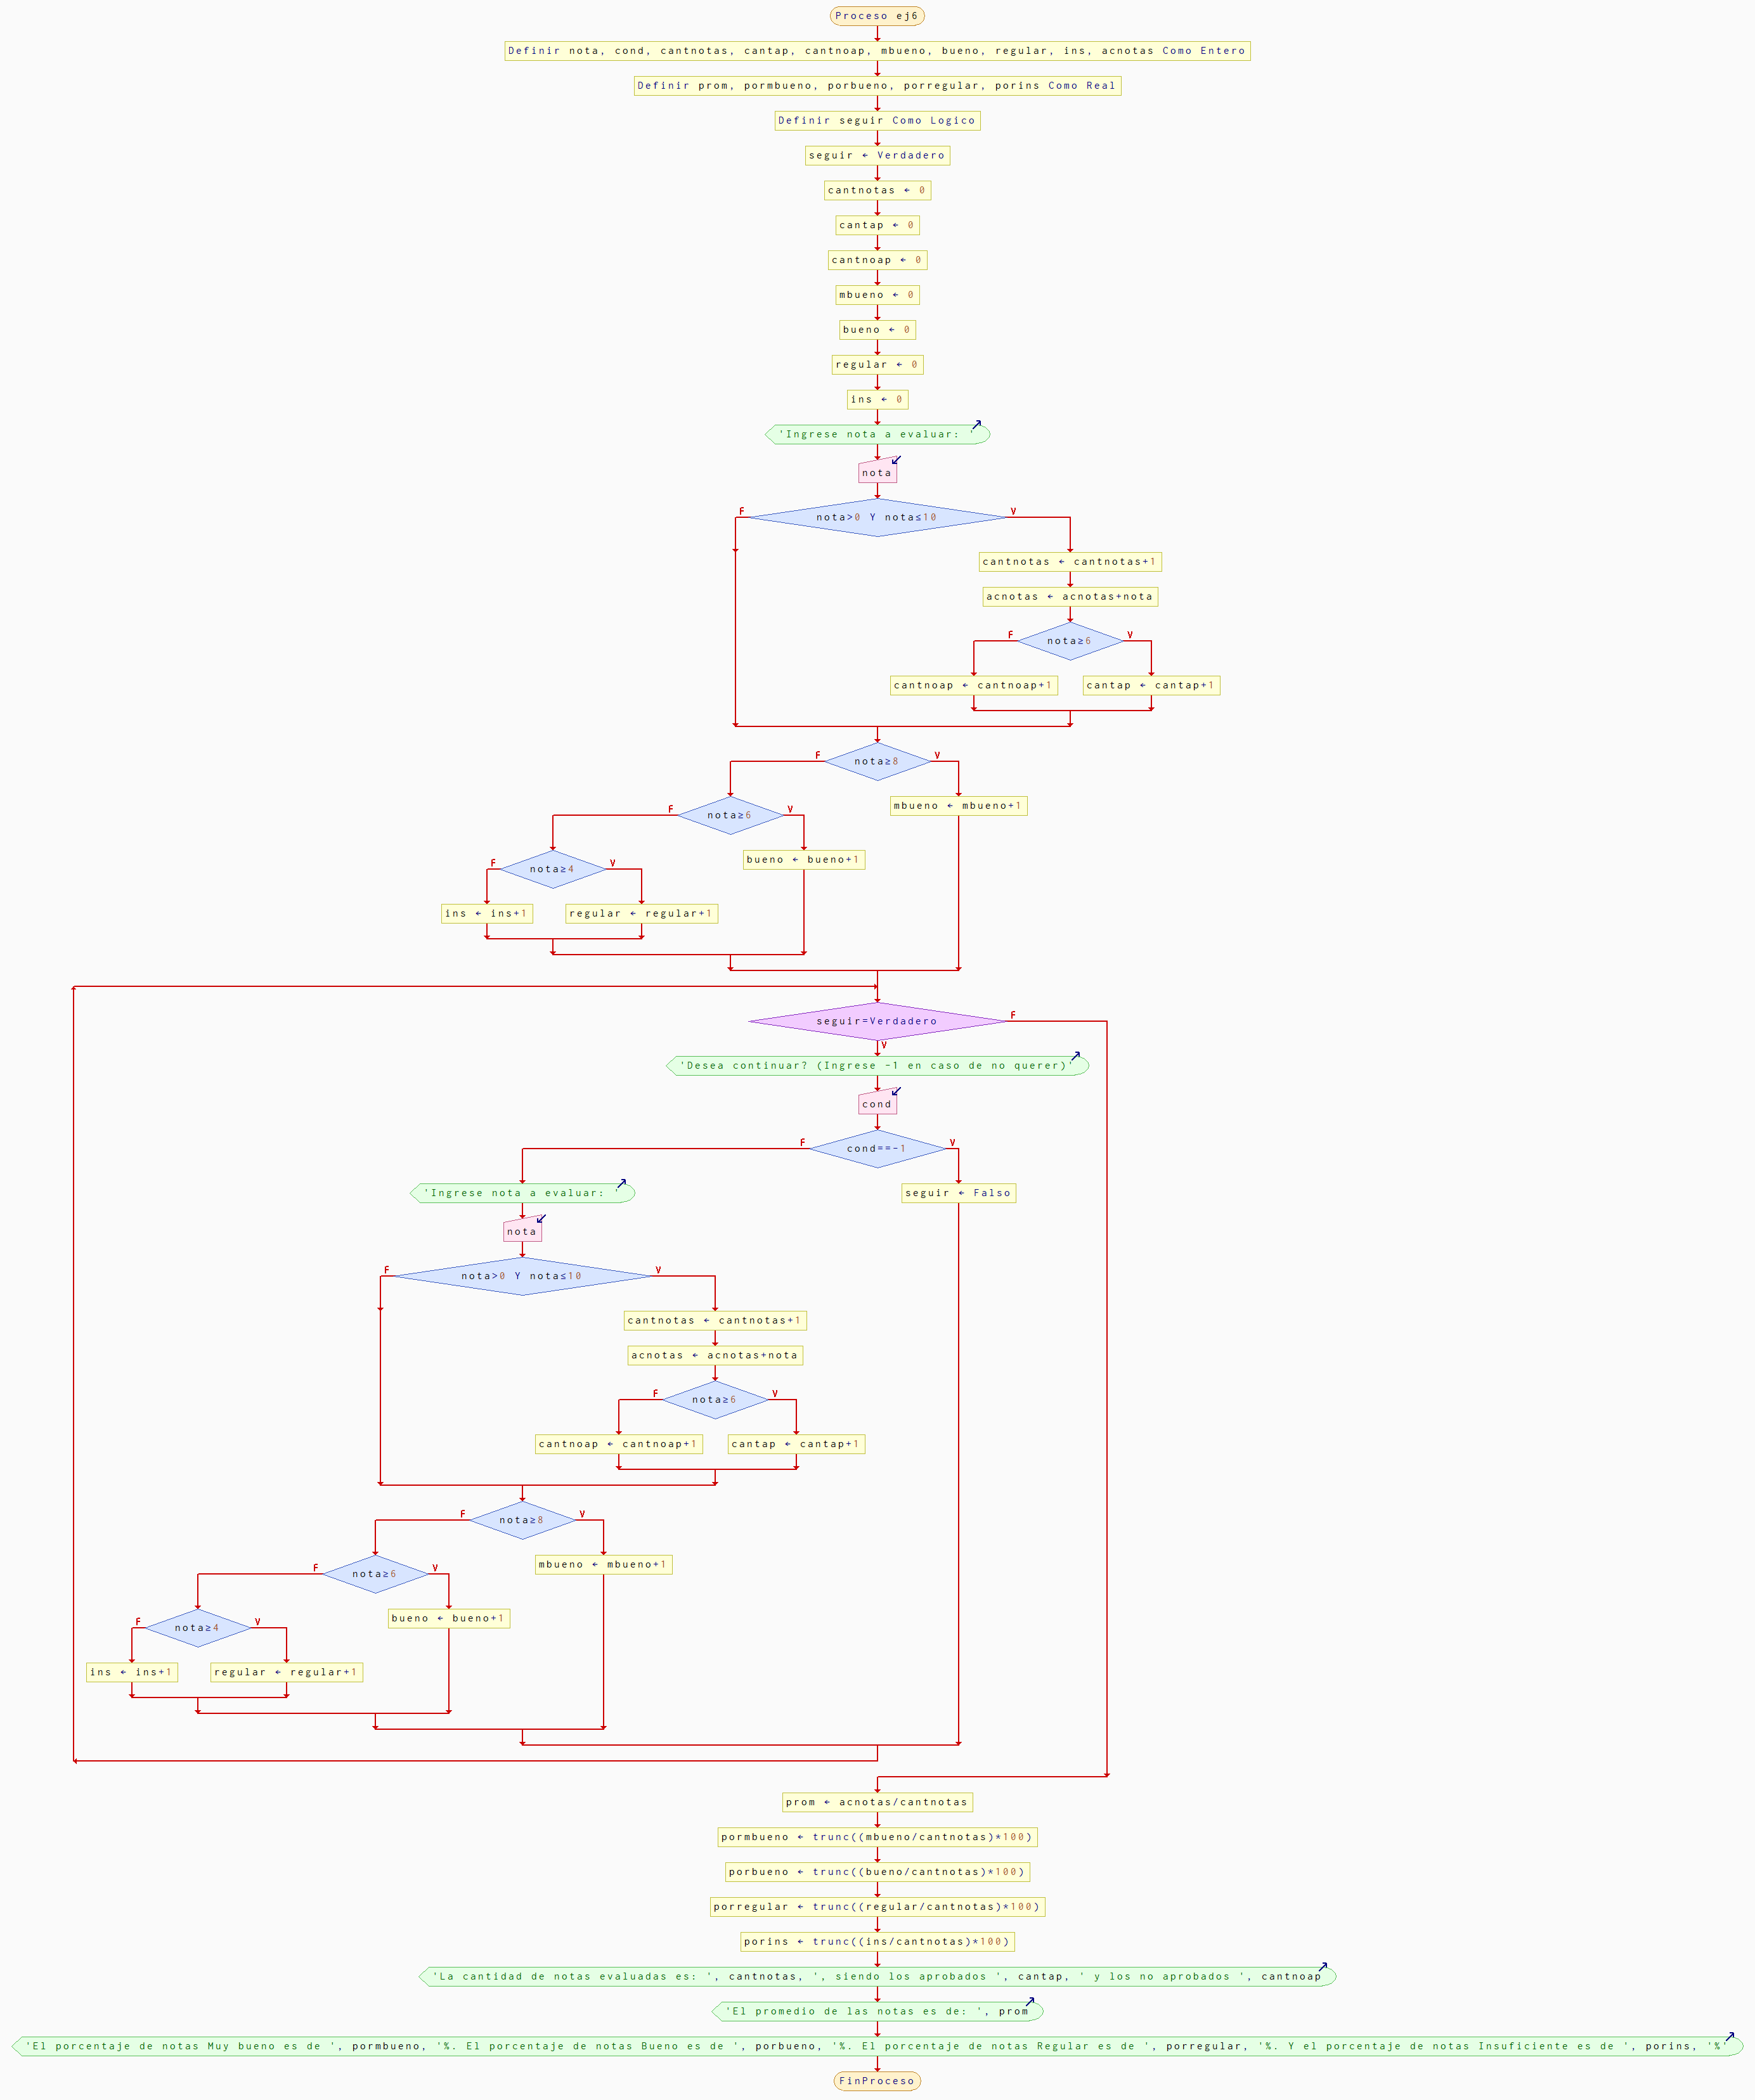 Proceso ej6
Definir nota, cond, cantnotas, cantap, cantnoap, mbueno, bueno, regular, ins, acnotas Como Entero
Definir prom, pormbueno, porbueno, porregular, porins Como Real
Definir seguir Como Logico
seguir ← Verdadero
cantnotas ← 0
cantap ← 0
cantnoap ← 0
mbueno ← 0
bueno ← 0
regular ← 0
ins ← 0
'Ingrese nota a evaluar: '
nota
F nota>0 Y nota≤10 V
cantnotas ← cantnotas+1
acnotas ← acnotas+nota
F nota≥6 V
cantnoap ← cantnoap+1 cantap ← cantap+1
F nota≥8 V
mbueno ← mbueno+1
F nota≥6 V
bueno ← bueno+1
F nota≥4 V
ins ← ins+1 regular ← regular+1
seguir=Verdadero F
V
'Desea continuar? (Ingrese -1 en caso de no querer)'
cond
F cond==-1 V
'Ingrese nota a evaluar: ' seguir ← Falso
nota
F nota>0 Y nota≤10 V
cantnotas ← cantnotas+1
acnotas ← acnotas+nota
F nota≥6 V
cantnoap ← cantnoap+1 cantap ← cantap+1
F nota≥8 V
mbueno ← mbueno+1
F nota≥6 V
bueno ← bueno+1
F nota≥4 V
ins ← ins+1 regular ← regular+1
prom ← acnotas/cantnotas
pormbueno ← trunc((mbueno/cantnotas)*100)
porbueno ← trunc((bueno/cantnotas)*100)
porregular ← trunc((regular/cantnotas)*100)
porins ← trunc((ins/cantnotas)*100)
'La cantidad de notas evaluadas es: ', cantnotas, ', siendo los aprobados ', cantap, ' y los no aprobados ', cantnoap
'El promedio de las notas es de: ', prom
'El porcentaje de notas Muy bueno es de ', pormbueno, '%. El porcentaje de notas Bueno es de ', porbueno, '%. El porcentaje de notas Regular es de ', porregular, '%. Y el porcentaje de notas Insuficiente es de ', porins, '%'
FinProceso